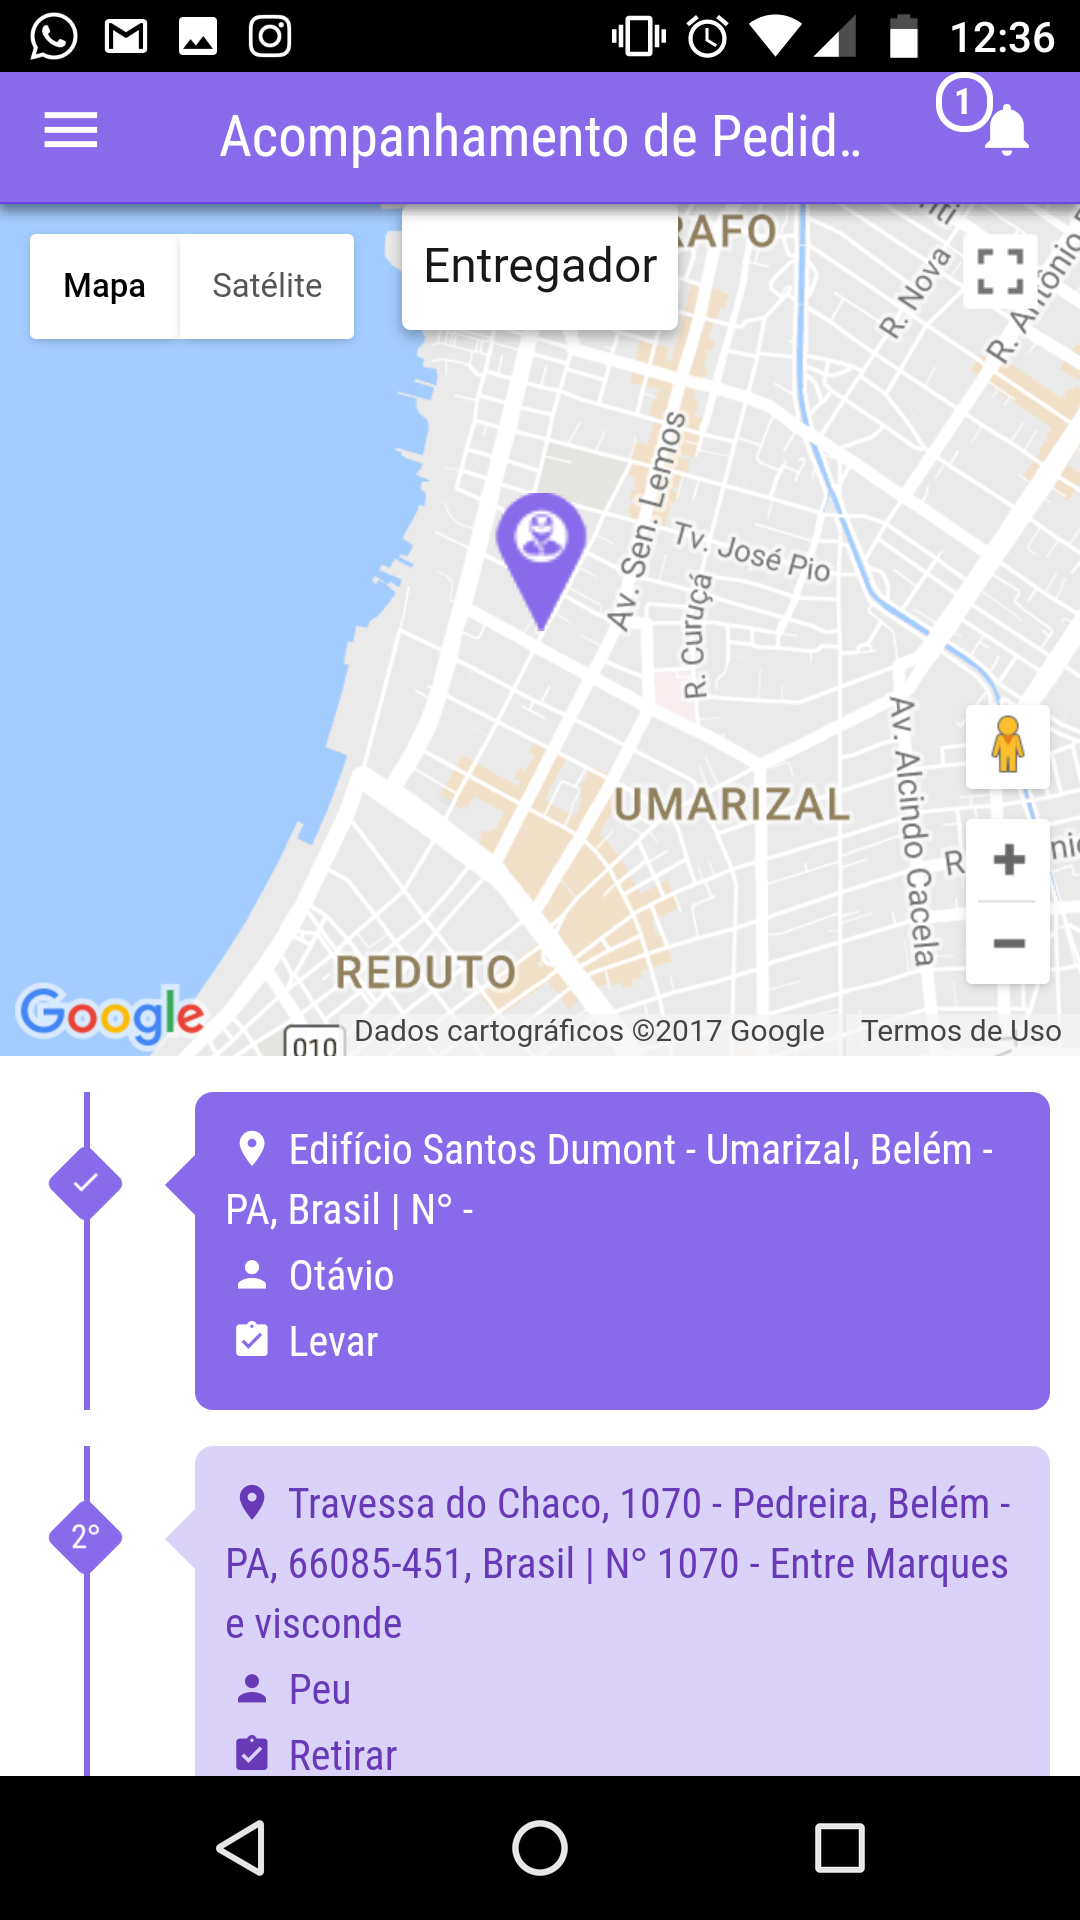 12:36
Acompanhamento de Pedid…
1
RAFO
Mapa
Satélite
Entregador
R. Nova
R. Antônio
Av. Sen. Lemos
Tv. José Pio
R. Curuçá
Av. Alcindo Cacela
UMARIZAL
REDUTO
Google
010
Dados cartográficos ©2017 Google
Termos de Uso
Edifício Santos Dumont - Umarizal, Belém -
PA, Brasil | N° -
Otávio
Levar
2°
Travessa do Chaco, 1070 - Pedreira, Belém -
PA, 66085-451, Brasil | N° 1070 - Entre Marques
e visconde
Peu
Retirar